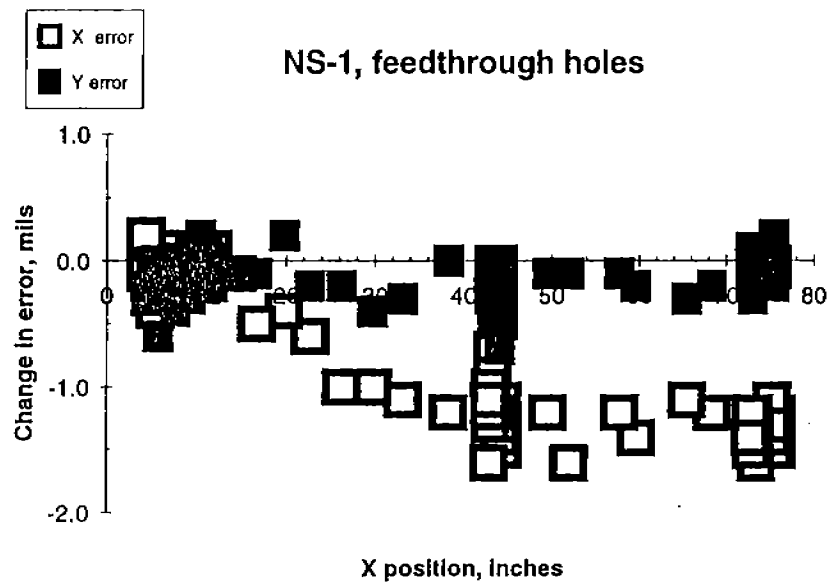 X error
Y error
NS-1, feedthrough holes
1.0
0.0
-1.0
-2.0
0 50 80
Change in error, mils
X position, inches